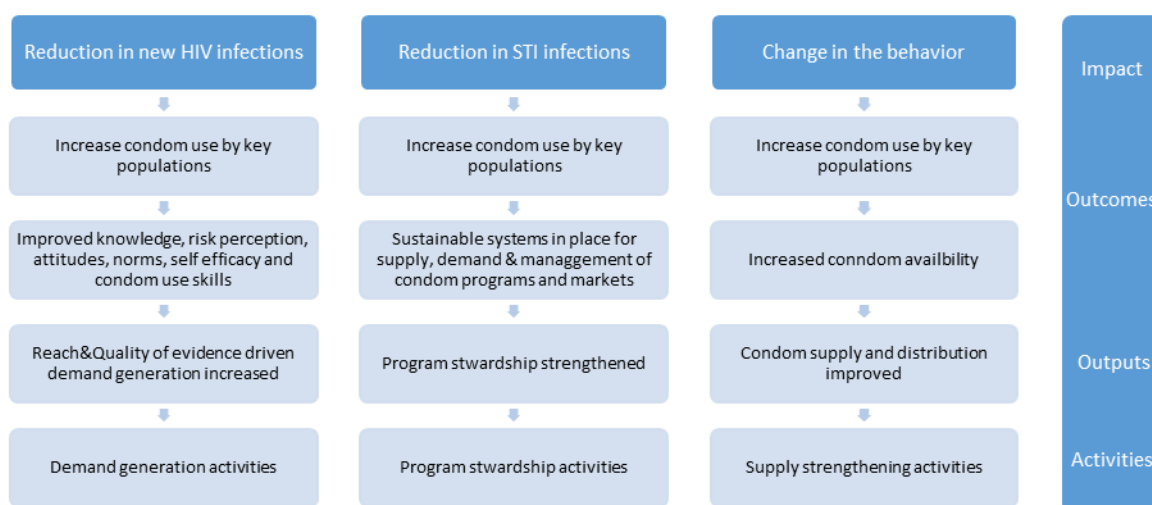 Reduction in new HIV infections
Increase condom use by key
populations
Improved knowledge, risk perception,
attitudes, norms, self efficacy and
condom use skills
Reach&Quality of evidence driven
demand generation increased
Demand generation activities
Reduction in STI infections
Increase condom use by key
populations
Sustainable systems in place for
supply, demand & managgement of
condom programs and markets
Program stwardship strengthened
Program stwardship activities
Change in the behavior
Increase condom use by key
populations
Increased conndom availbility
Condom supply and distribution
improved
Supply strengthening activities
Impact
Outcomes
Outputs
Activities